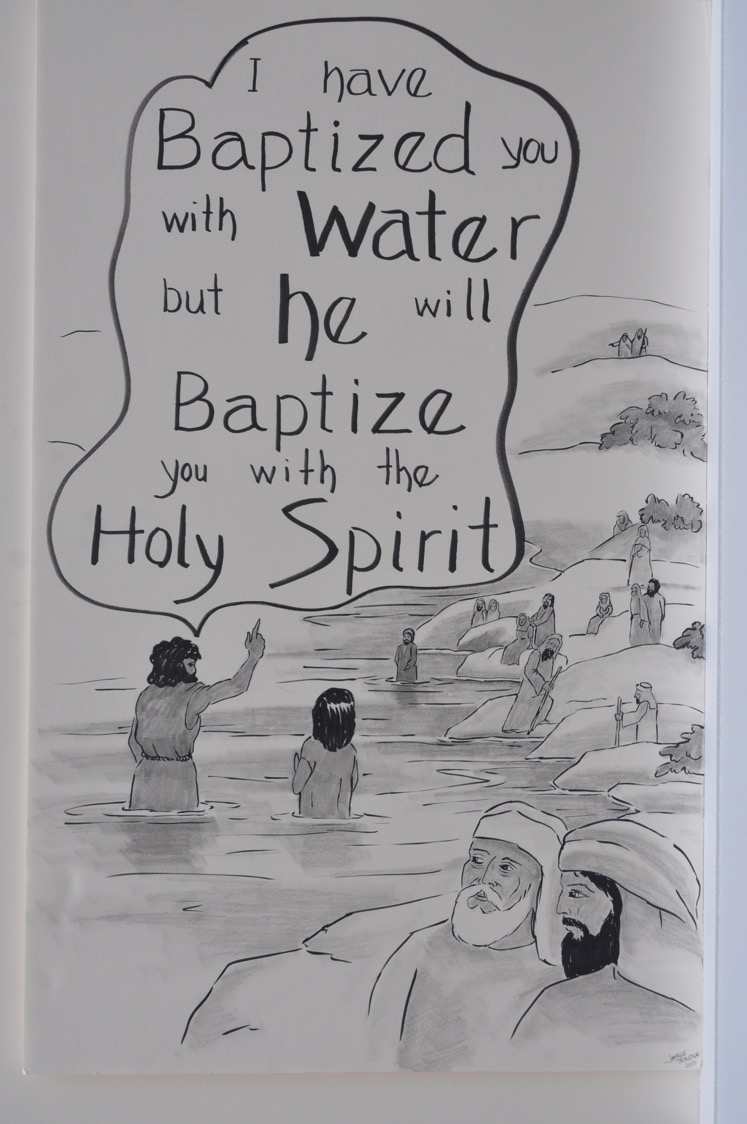 I have
Baptized you
with Water
but he will
Baptize
you with the
Holy Spirit